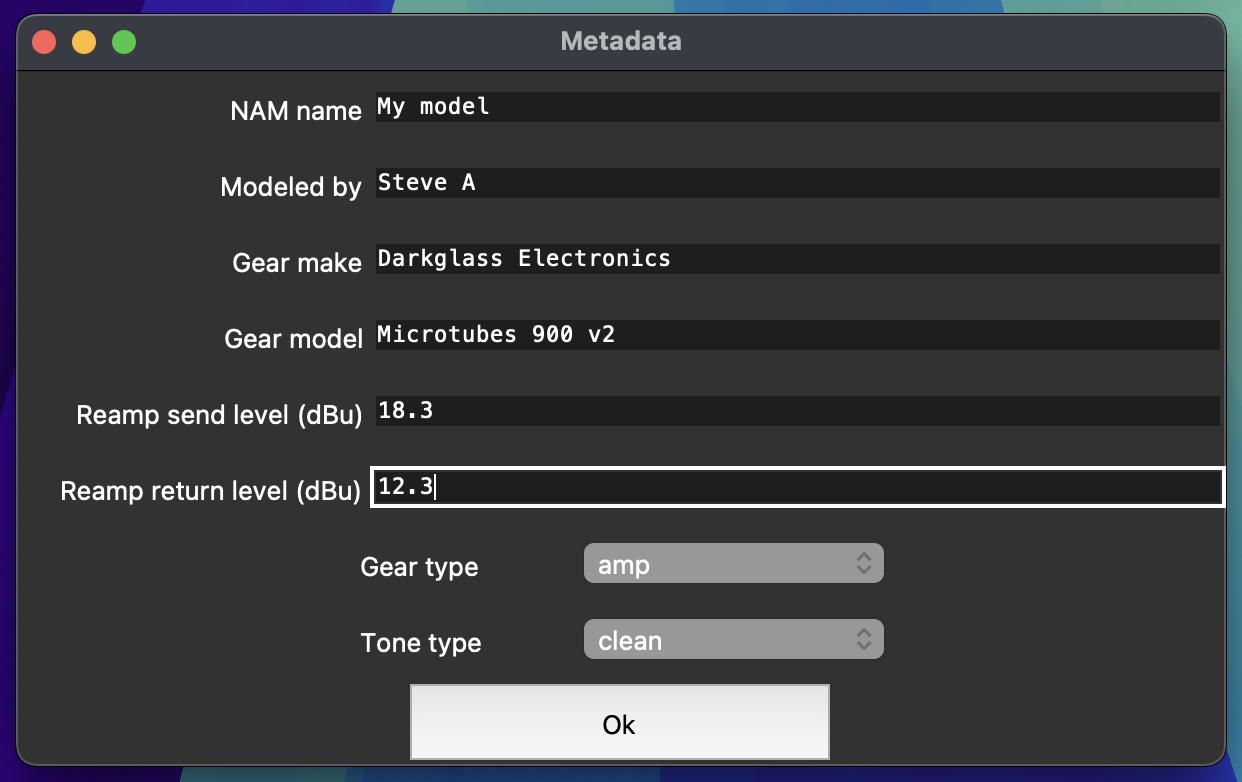 Metadata
NAM name My model
Modeled by Steve A
Gear make Darkglass Electronics
Gear model Microtubes 900 v2
Reamp send level (dBu) 18.3
Reamp return level (dBu) 12.3
Gear type amp
Tone type clean
Ok